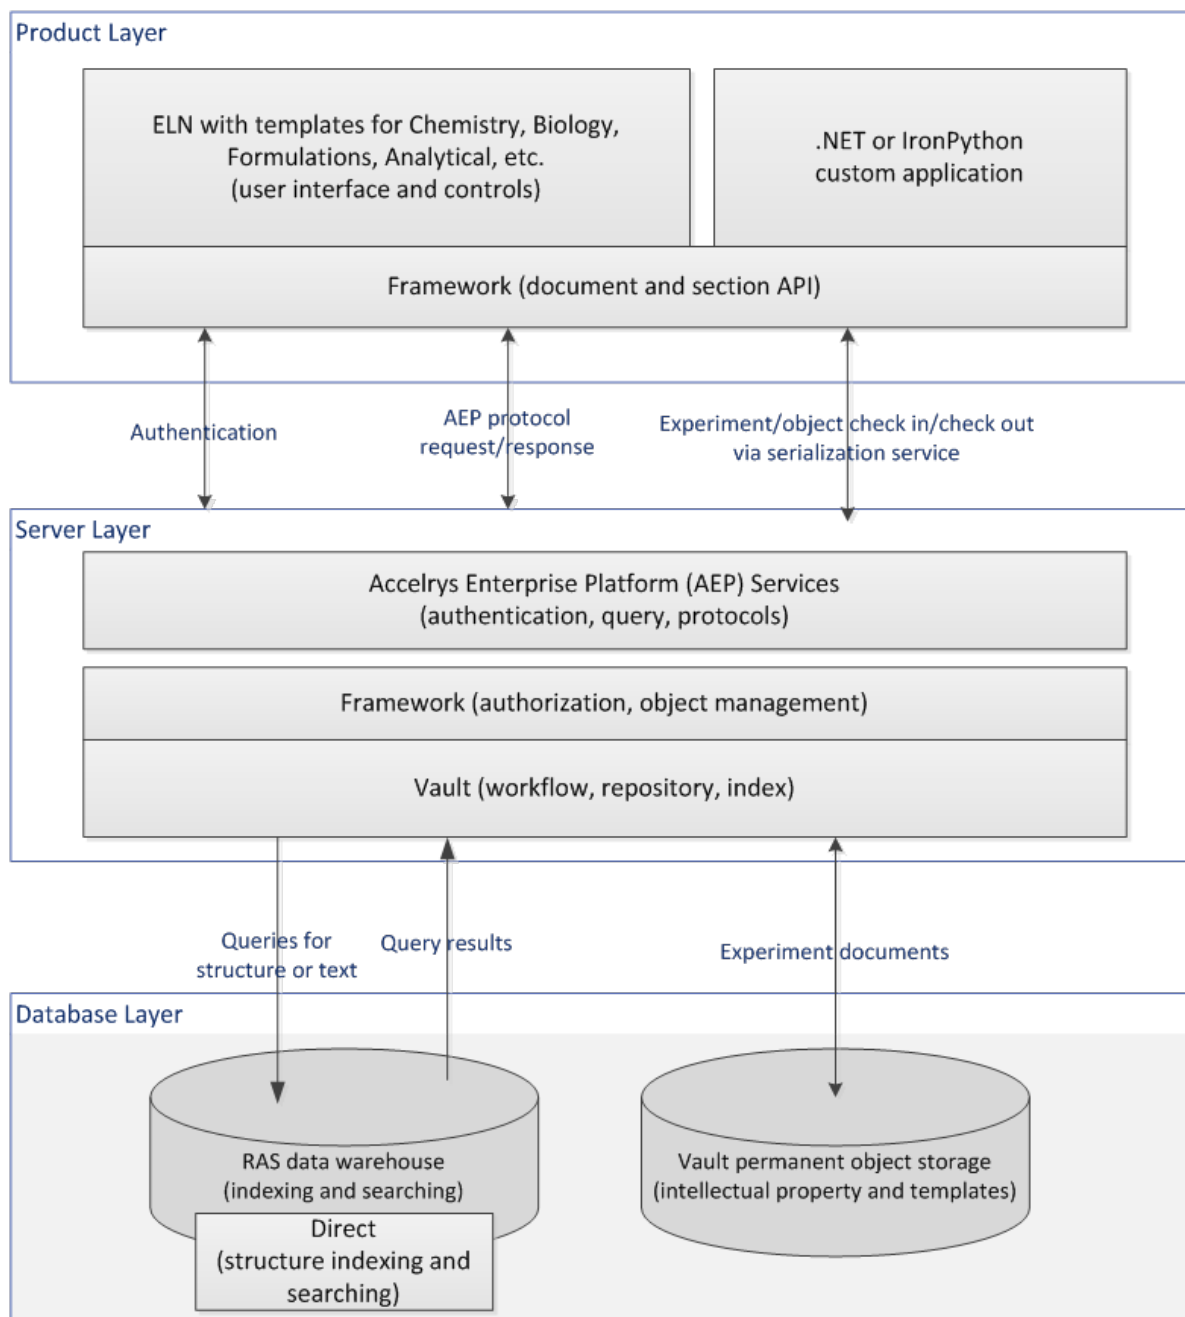 Product Layer
ELN with templates for Chemistry, Biology,
Formulations, Analytical, etc.
(user interface and controls)
.NET or IronPython
custom application
Framework (document and section API)
Authentication
AEP protocol
request/response
Experiment/object check in/check out
via serialization service
Server Layer
Accelrys Enterprise Platform (AEP) Services
(authentication, query, protocols)
Framework (authorization, object management)
Vault (workflow, repository, index)
Queries for
structure or text
Query results
Experiment documents
Database Layer
RAS data warehouse
(indexing and searching)
Direct
(structure indexing and
searching)
Vault permanent object storage
(intellectual property and templates)